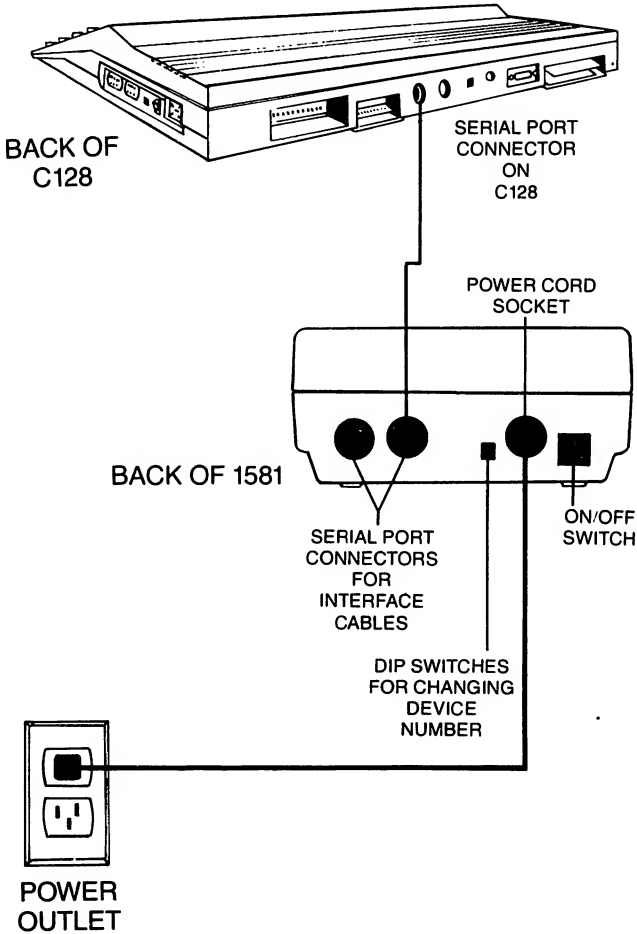 BACK OF
C128
SERIAL PORT
CONNECTOR
ON
C128
POWER CORD
SOCKET
BACK OF 1581
ON/OFF
SWITCH
SERIAL PORT
CONNECTORS
FOR
INTERFACE
CABLES
DIP SWITCHES
FOR CHANGING
DEVICE
NUMBER
POWER
OUTLET